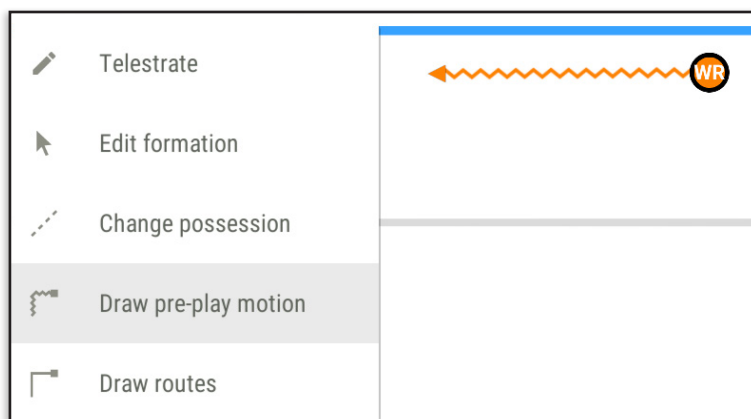 Telestrate
WR
Edit formation
Change possession
Draw pre-play motion
Draw routes